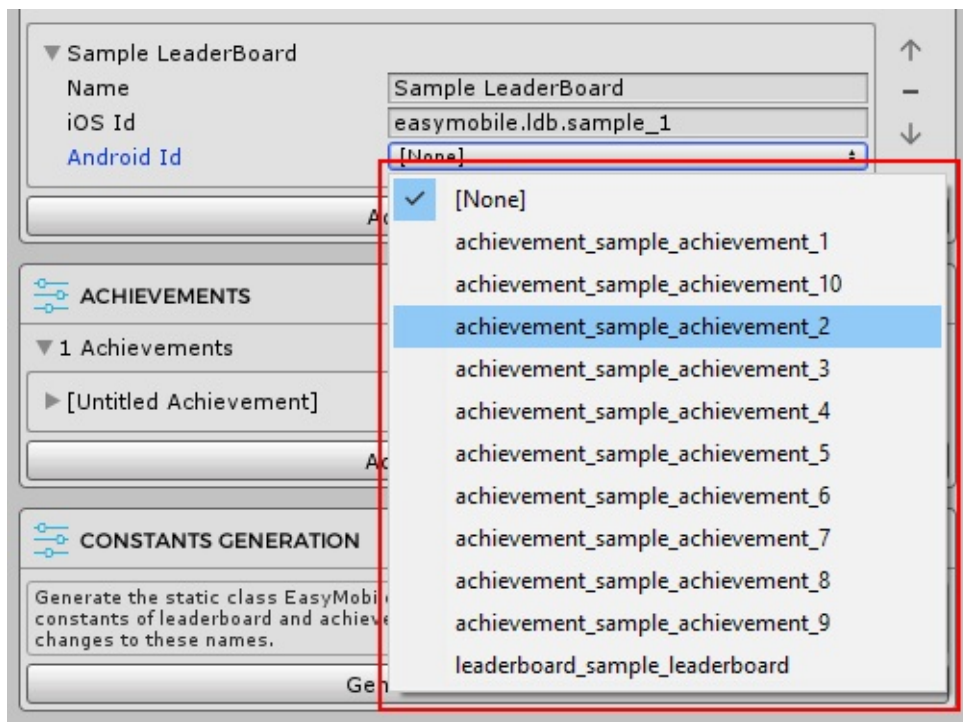 Sample LeaderBoard
Name
Sample LeaderBoard
iOS Id
easymobile.ldb.sample_1
Android Id
[None]
[None]
achievement_sample_achievement_1
achievement_sample_achievement_10
achievement_sample_achievement_2
achievement_sample_achievement_3
achievement_sample_achievement_4
achievement_sample_achievement_5
achievement_sample_achievement_6
achievement_sample_achievement_7
achievement_sample_achievement_8
achievement_sample_achievement_9
leaderboard_sample_leaderboard
ACHIEVEMENTS
1 Achievements
[Untitled Achievement]
CONSTANTS GENERATION
Generate the static class
constants of leaderboard and
changes to these names.